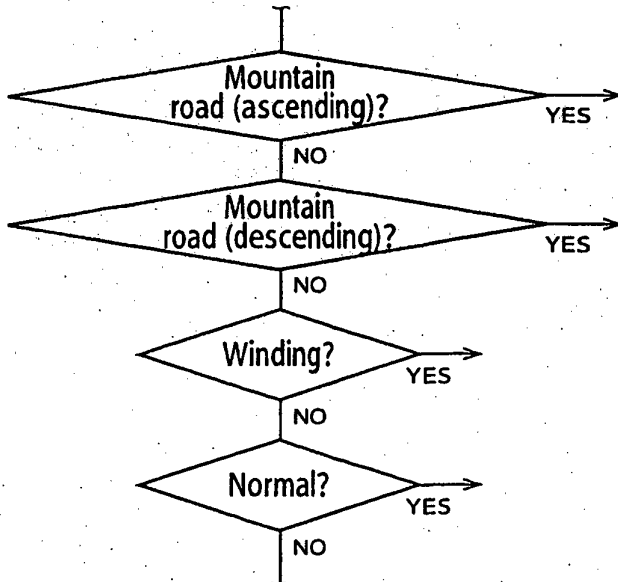 Mountain
road (ascending)?
YES
NO
Mountain
road (descending)?
YES
NO
Winding?
YES
NO
Normal?
YES
NO